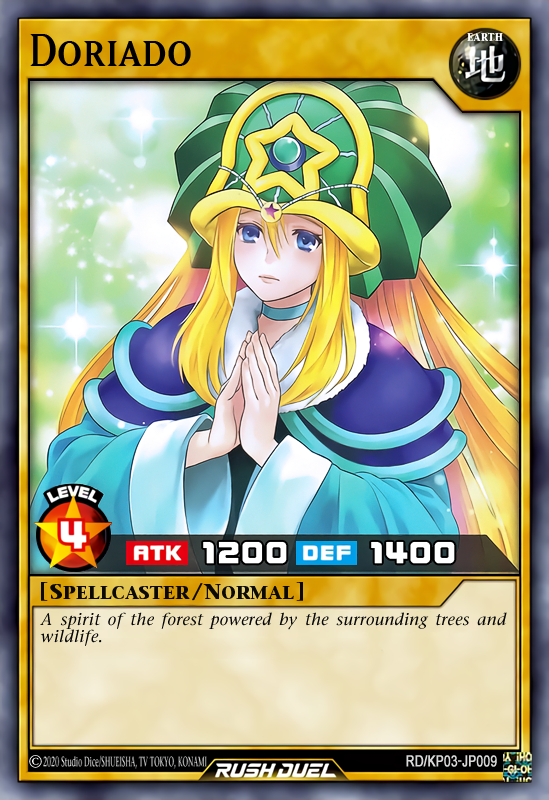 DORIADO
EARTH
地
LEVEL
4
ATK 1200 DEF 1400
[SPELLCASTER/NORMAL]
A spirit of the forest powered by the surrounding trees and
wildlife.
©2020 Studio Dice/SHUEISHA, TV TOKYO, KONAMI
RUSH DUEL
RD/KP03-JP009